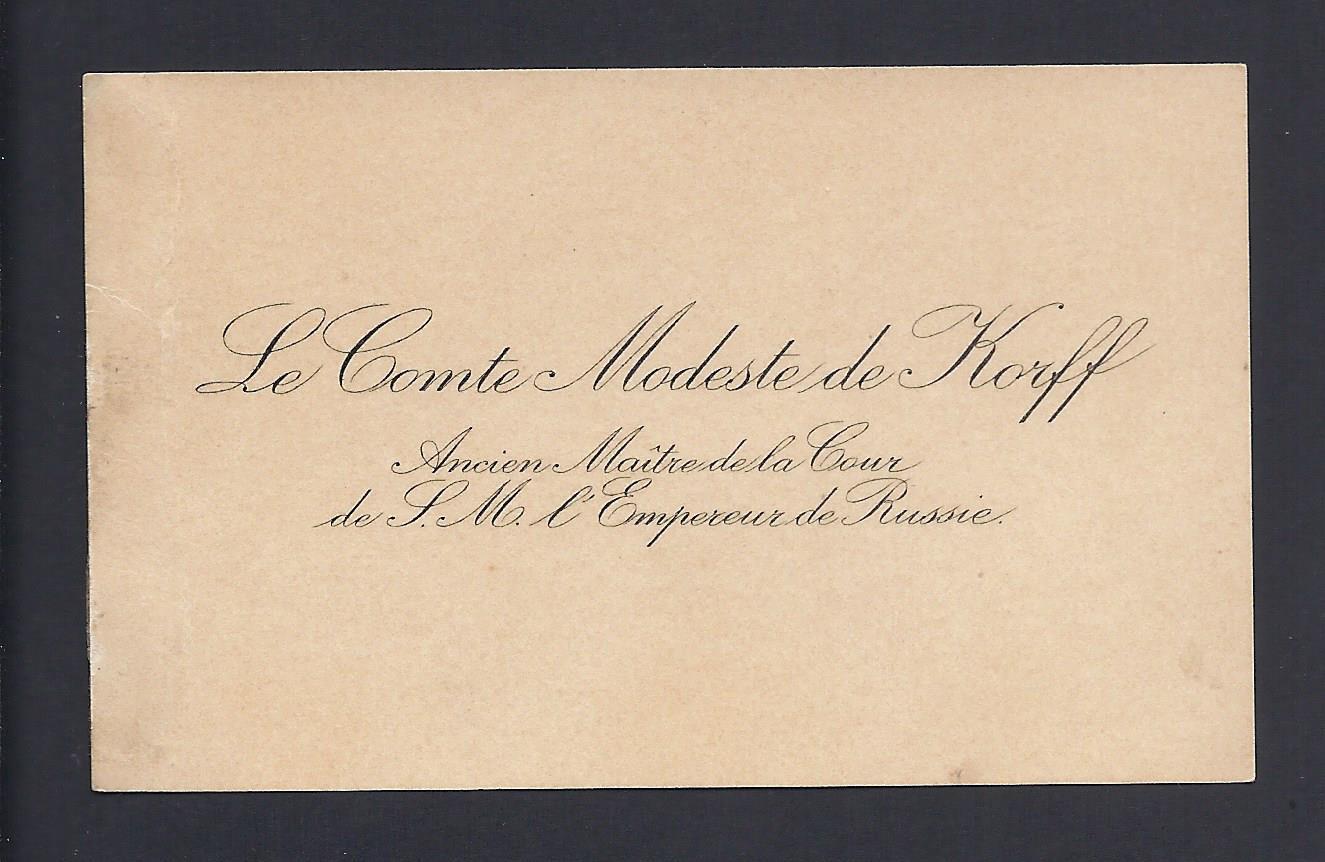 Le Comte Modeste de Korff
Ancien Maître de la Cour
de S. M. l'Empereur de Russie.